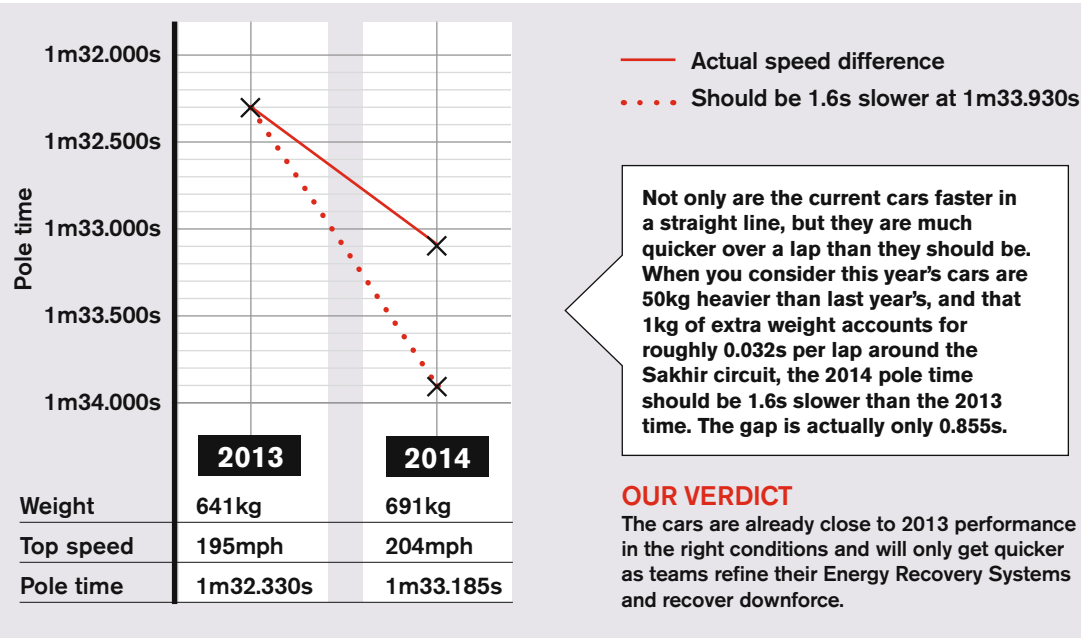 1m32.000s
1m32.500s
1m33.000s
1m33.500s
1m34.000s
Pole time
2013
2014
Weight 641kg 691kg
Top speed 195mph 204mph
Pole time 1m32.330s 1m33.185s
Actual speed difference
Should be 1.6s slower at 1m33.930s
Not only are the current cars faster in
a straight line, but they are much
quicker over a lap than they should be.
When you consider this year’s cars are
50kg heavier than last year’s, and that
1kg of extra weight accounts for
roughly 0.032s per lap around the
Sakhir circuit, the 2014 pole time
should be 1.6s slower than the 2013
time. The gap is actually only 0.855s.
OUR VERDICT
The cars are already close to 2013 performance
in the right conditions and will only get quicker
as teams refine their Energy Recovery Systems
and recover downforce.